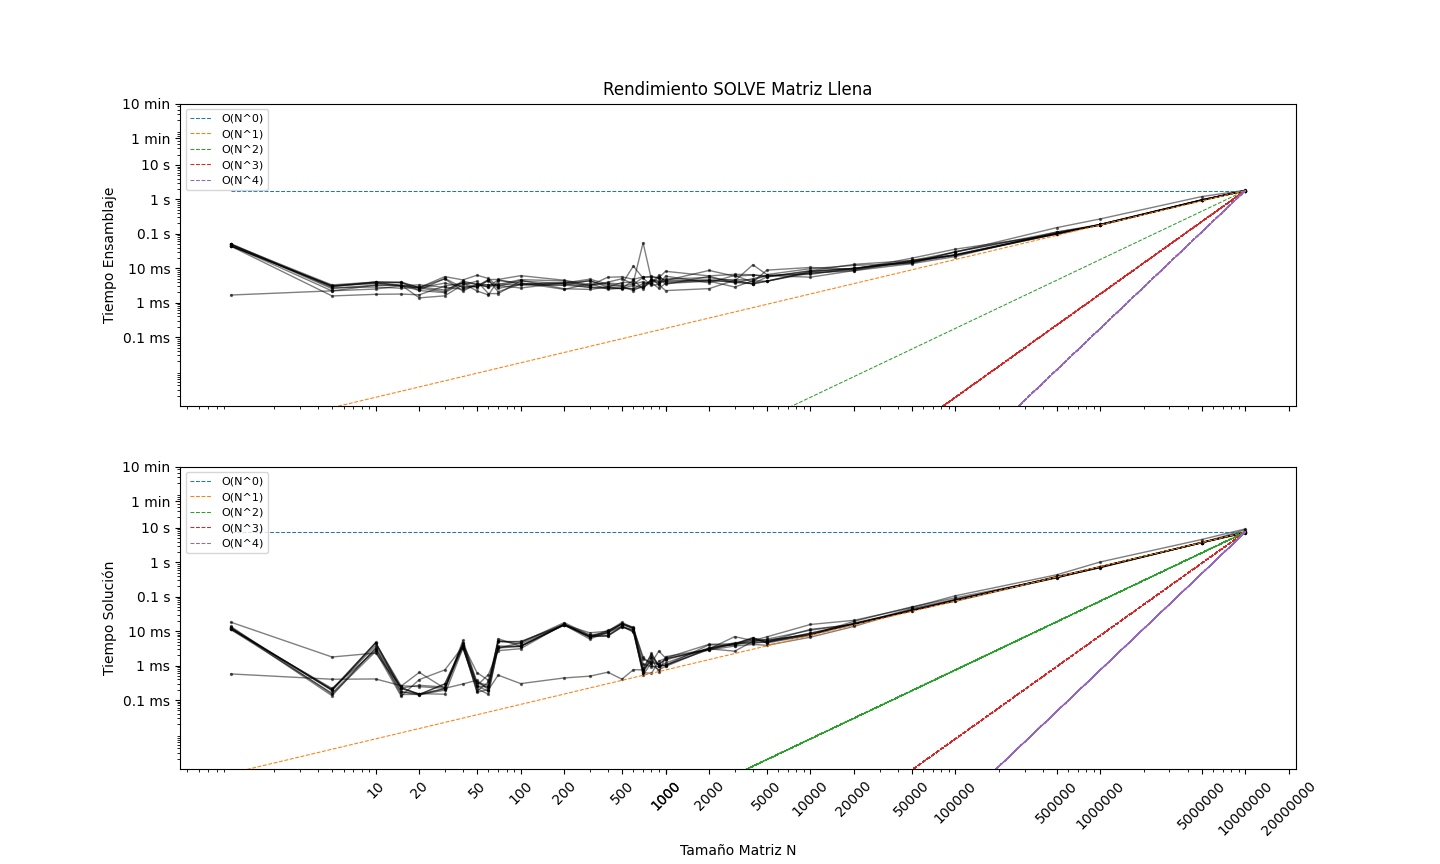 Rendimiento SOLVE Matriz Llena
10 min
1 min
10 s
1 s
0.1 s
10 ms
1 ms
0.1 ms
Tiempo Ensamblaje
O(N^0)
O(N^1)
O(N^2)
O(N^3)
O(N^4)
10 min
1 min
10 s
1 s
0.1 s
10 ms
1 ms
0.1 ms
Tiempo Solución
O(N^0)
O(N^1)
O(N^2)
O(N^3)
O(N^4)
10 20 50 100 200 500 1000 2000 5000 10000 20000 50000 100000 500000 1000000 5000000 10000000 20000000
Tamaño Matriz N